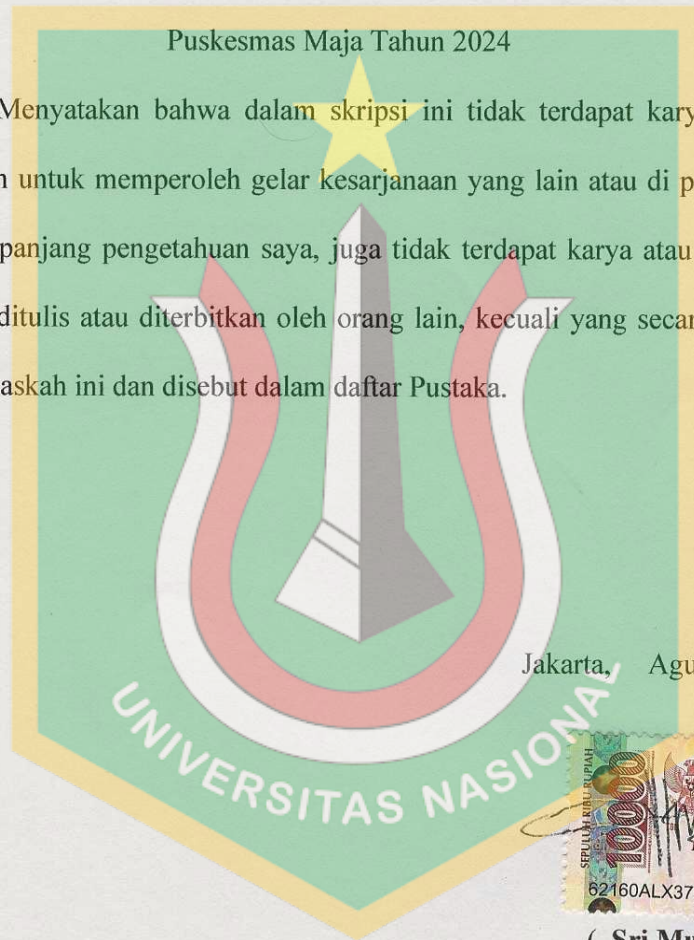 Puskesmas Maja Tahun 2024
Menyatakan bahwa dalam skripsi ini tidak terdapat kary
untuk memperoleh gelar kesarjanaan yang lain atau di p
panjang pengetahuan saya, juga tidak terdapat karya atau
ditulis atau diterbitkan oleh orang lain, kecuali yang secar
askah ini dan disebut dalam daftar Pustaka.
Jakarta, Agu
UNIVERSITAS NASIONAL
SEPULUH RIBU RUPIAH
10000
62160ALX37
( Sri Mu